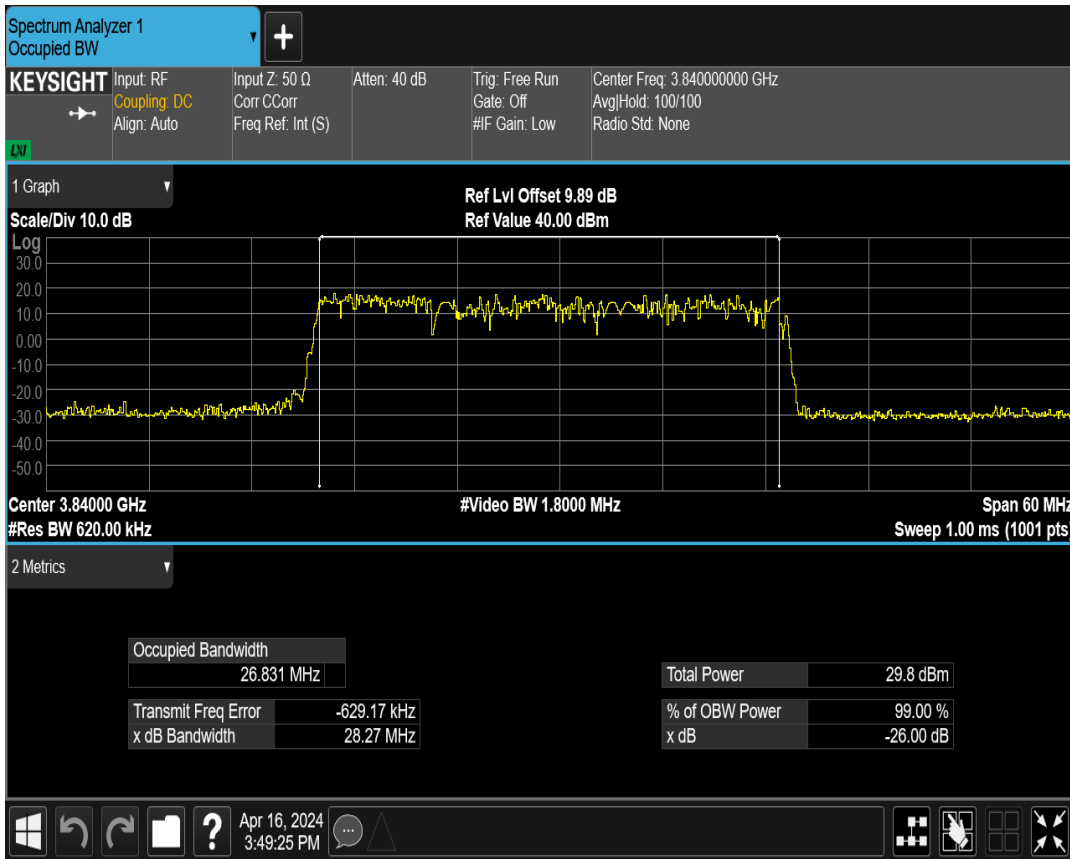 Spectrum Analyzer 1
Occupied BW
+
KEYSIGHT
LXI
Input: RF
Coupling: DC
Align: Auto
Input Z: 50 Ω
Corr CCorr
Freq Ref: Int (S)
Atten: 40 dB
Trig: Free Run
Gate: Off
#IF Gain: Low
Center Freq: 3.840000000 GHz
Avg|Hold: 100/100
Radio Std: None
1 Graph
Scale/Div 10.0 dB
Ref Lvl Offset 9.89 dB
Ref Value 40.00 dBm
Log
30.0
20.0
10.0
0.00
-10.0
-20.0
-30.0
-40.0
-50.0
Center 3.84000 GHz
#Video BW 1.8000 MHz
Span 60 MHz
#Res BW 620.00 kHz
Sweep 1.00 ms (1001 pts)
2 Metrics
Occupied Bandwidth
26.831 MHz
Transmit Freq Error -629.17 kHz
x dB Bandwidth 28.27 MHz
Total Power 29.8 dBm
% of OBW Power 99.00 %
x dB -26.00 dB
?
Apr 16, 2024
3:49:25 PM